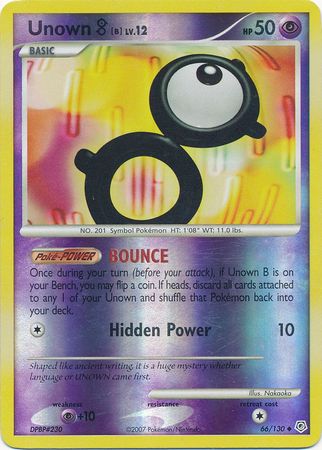 Unown [B] LV.12 HP 50
BASIC
NO. 201 Symbol Pokémon HT: 1'08" WT: 11.0 lbs.
Poké-POWER BOUNCE
Once during your turn (before your attack), if Unown B is on
your Bench, you may flip a coin. If heads, discard all cards attached
to any 1 of your Unown and shuffle that Pokémon back into
your deck.
Hidden Power 10
Shaped like ancient writing, it is a huge mystery whether
language or UNOWN came first.
Illus. Nakaoka
weakness resistance retreat cost
+10
DPBP#230 ©2007 Pokémon/Nintendo 66/130